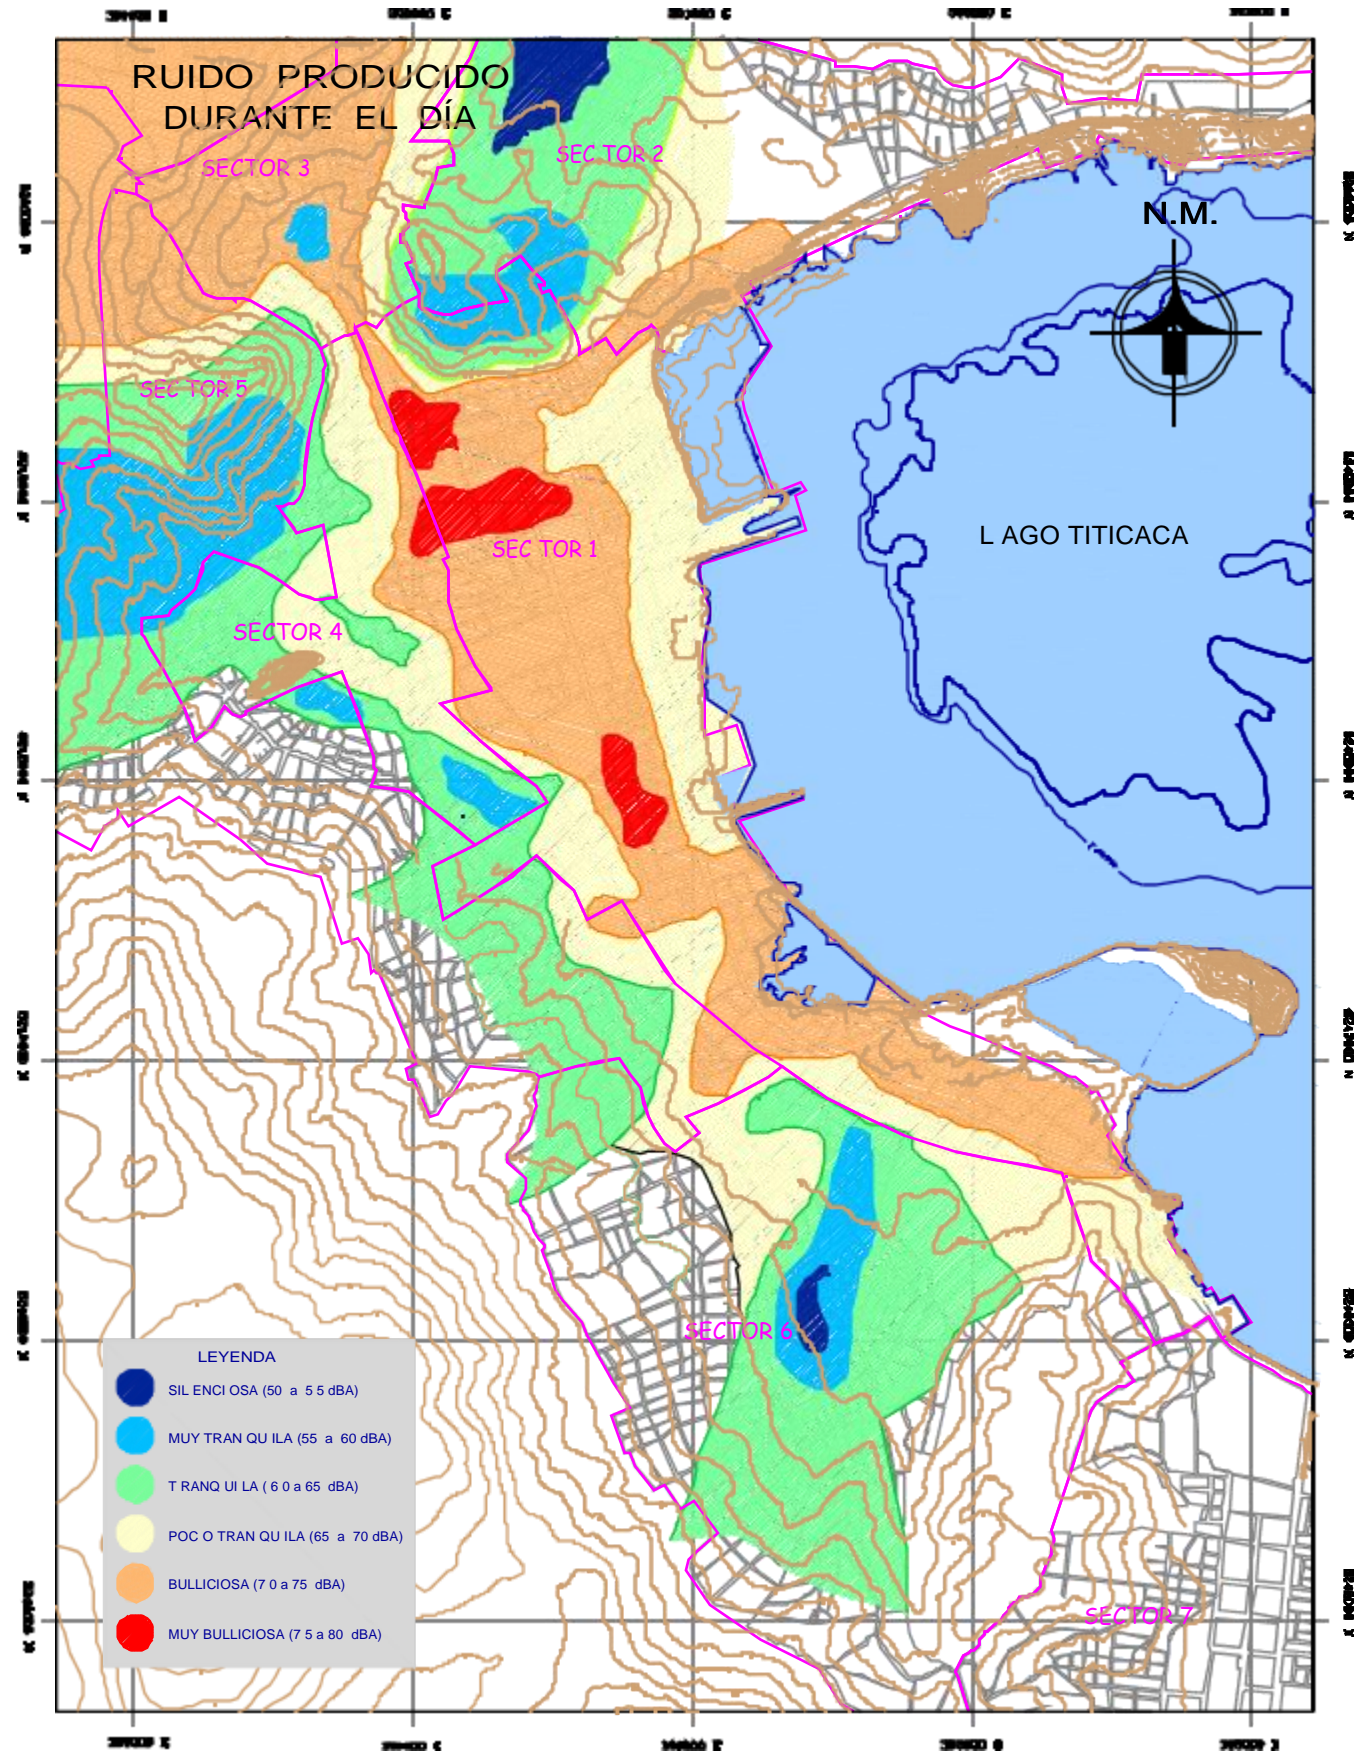 RUIDO PRODUCIDO
DURANTE EL DÍA
SECTOR 3
SEC TOR 2
N.M.
SEC TOR 5
L AGO TITICACA
SEC TOR 1
SECTOR 4
SECTOR 6
LEYENDA
SIL ENCI OSA (50 a 5 5 dBA)
MUY TRAN QU ILA (55 a 60 dBA)
T RANQ UI LA ( 6 0 a 65 dBA)
POC O TRAN QU ILA (65 a 70 dBA)
BULLICIOSA (7 0 a 75 dBA)
MUY BULLICIOSA (7 5 a 80 dBA)
SECTOR 7